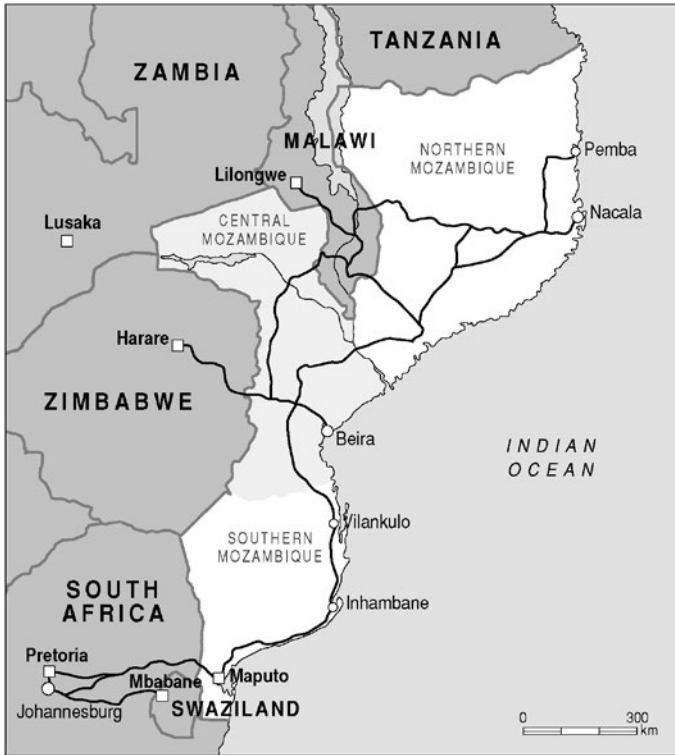 TANZANIA
ZAMBIA
MALAWI
NORTHERN
MOZAMBIQUE
Pemba
Lilongwe
Nacala
CENTRAL
MOZAMBIQUE
Lusaka
Harare
ZIMBABWE
Beira
INDIAN
OCEAN
Vilankulo
SOUTHERN
MOZAMBIQUE
SOUTH
AFRICA
Inhambane
Pretoria
Maputo
Mbabane
Johannesburg
SWAZILAND
0 300
km